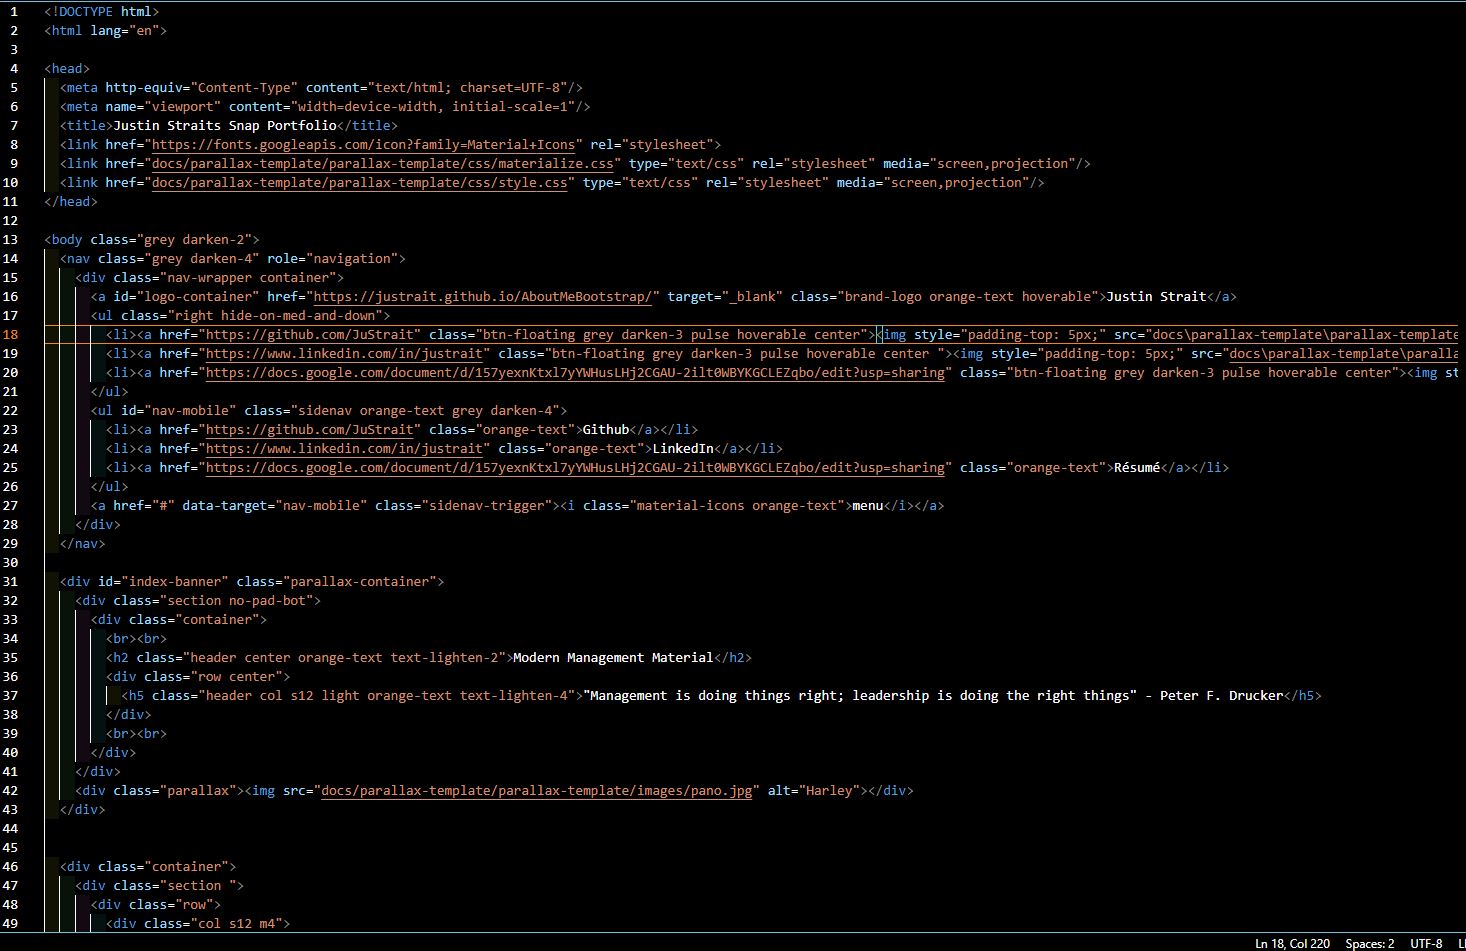 1 <!DOCTYPE html>
2 <html lang="en">
3
4 <head>
5 <meta http-equiv="Content-Type" content="text/html; charset=UTF-8"/>
6 <meta name="viewport" content="width=device-width, initial-scale=1"/>
7 <title>Justin Straits Snap Portfolio</title>
8 <link href="https://fonts.googleapis.com/icon?family=Material+Icons" rel="stylesheet">
9 <link href="docs/parallax-template/parallax-template/css/materialize.css" type="text/css" rel="stylesheet" media="screen,projection"/>
10 <link href="docs/parallax-template/parallax-template/css/style.css" type="text/css" rel="stylesheet" media="screen,projection"/>
11 </head>
12
13 <body class="grey darken-2">
14 <nav class="grey darken-4" role="navigation">
15 <div class="nav-wrapper container">
16 <a id="logo-container" href="https://justrait.github.io/AboutMeBootstrap/" target="_blank" class="brand-logo orange-text hoverable">Justin Strait</a>
17 <ul class="right hide-on-med-and-down">
18 <li><a href="https://github.com/JuStrait" class="btn-floating grey darken-3 pulse hoverable center"><img style="padding-top: 5px;" src="docs\parallax-template\parallax-template
19 <li><a href="https://www.linkedin.com/in/justrait" class="btn-floating grey darken-3 pulse hoverable center "><img style="padding-top: 5px;" src="docs\parallax-template\paralla
20 <li><a href="https://docs.google.com/document/d/157yexnKtxl7yYWHusLHj2CGAU-2ilt0WBYKGCLEZqbo/edit?usp=sharing" class="btn-floating grey darken-3 pulse hoverable center"><img st
21 </ul>
22 <ul id="nav-mobile" class="sidenav orange-text grey darken-4">
23 <li><a href="https://github.com/JuStrait" class="orange-text">Github</a></li>
24 <li><a href="https://www.linkedin.com/in/justrait" class="orange-text">LinkedIn</a></li>
25 <li><a href="https://docs.google.com/document/d/157yexnKtxl7yYWHusLHj2CGAU-2ilt0WBYKGCLEZqbo/edit?usp=sharing" class="orange-text">Résumé</a></li>
26 </ul>
27 <a href="#" data-target="nav-mobile" class="sidenav-trigger"><i class="material-icons orange-text">menu</i></a>
28 </div>
29 </nav>
30
31 <div id="index-banner" class="parallax-container">
32 <div class="section no-pad-bot">
33 <div class="container">
34 <br><br>
35 <h2 class="header center orange-text text-lighten-2">Modern Management Material</h2>
36 <div class="row center">
37 <h5 class="header col s12 light orange-text text-lighten-4">"Management is doing things right; leadership is doing the right things" - Peter F. Drucker</h5>
38 </div>
39 <br><br>
40 </div>
41 </div>
42 <div class="parallax"><img src="docs/parallax-template/parallax-template/images/pano.jpg" alt="Harley"></div>
43 </div>
44
45
46 <div class="container">
47 <div class="section ">
48 <div class="row">
49 <div class="col s12 m4">
Ln 18, Col 220 Spaces: 2 UTF-8